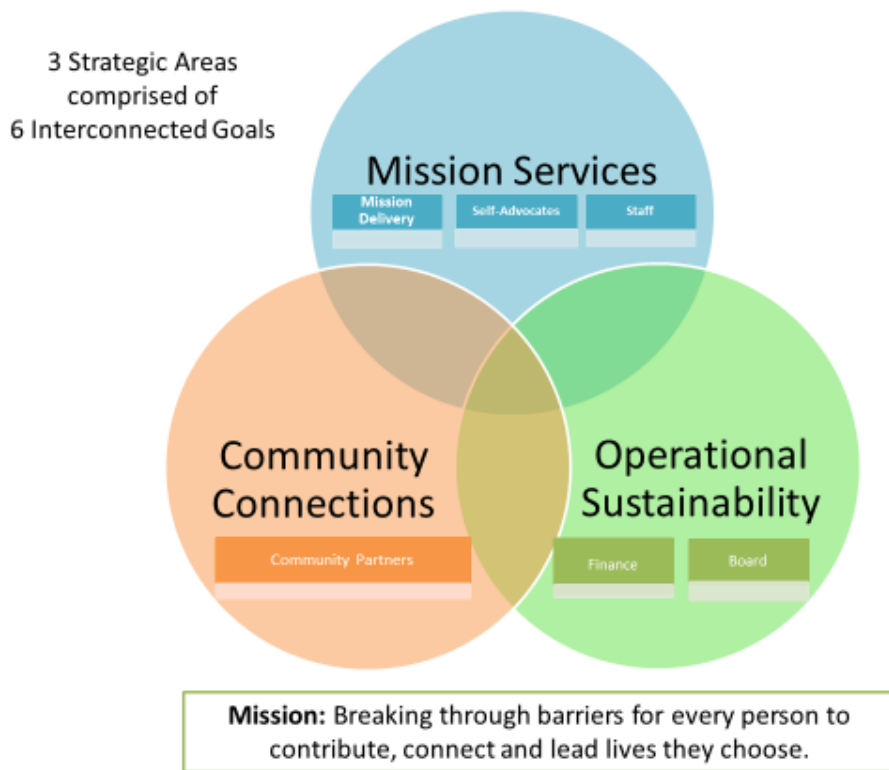 3 Strategic Areas
comprised of
6 Interconnected Goals
Mission Services
Mission
Delivery
Self-Advocates
Staff
Community
Connections
Community Partners
Operational
Sustainability
Finance
Board
Mission: Breaking through barriers for every person to
contribute, connect and lead lives they choose.